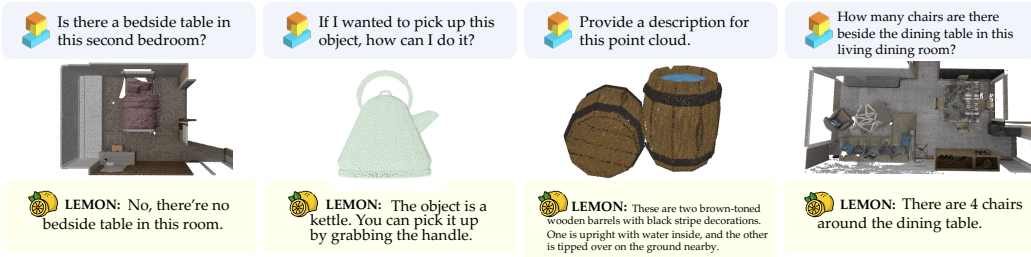 Is there a bedside table in
this second bedroom?
LEMON: No, there're no
bedside table in this room.
If I wanted to pick up this
object, how can I do it?
LEMON: The object is a
kettle. You can pick it up
by grabbing the handle.
Provide a description for
this point cloud.
LEMON: These are two brown-toned
wooden barrels with black stripe decorations.
One is upright with water inside, and the other
is tipped over on the ground nearby.
How many chairs are there
beside the dining table in this
living dining room?
LEMON: There are 4 chairs
around the dining table.